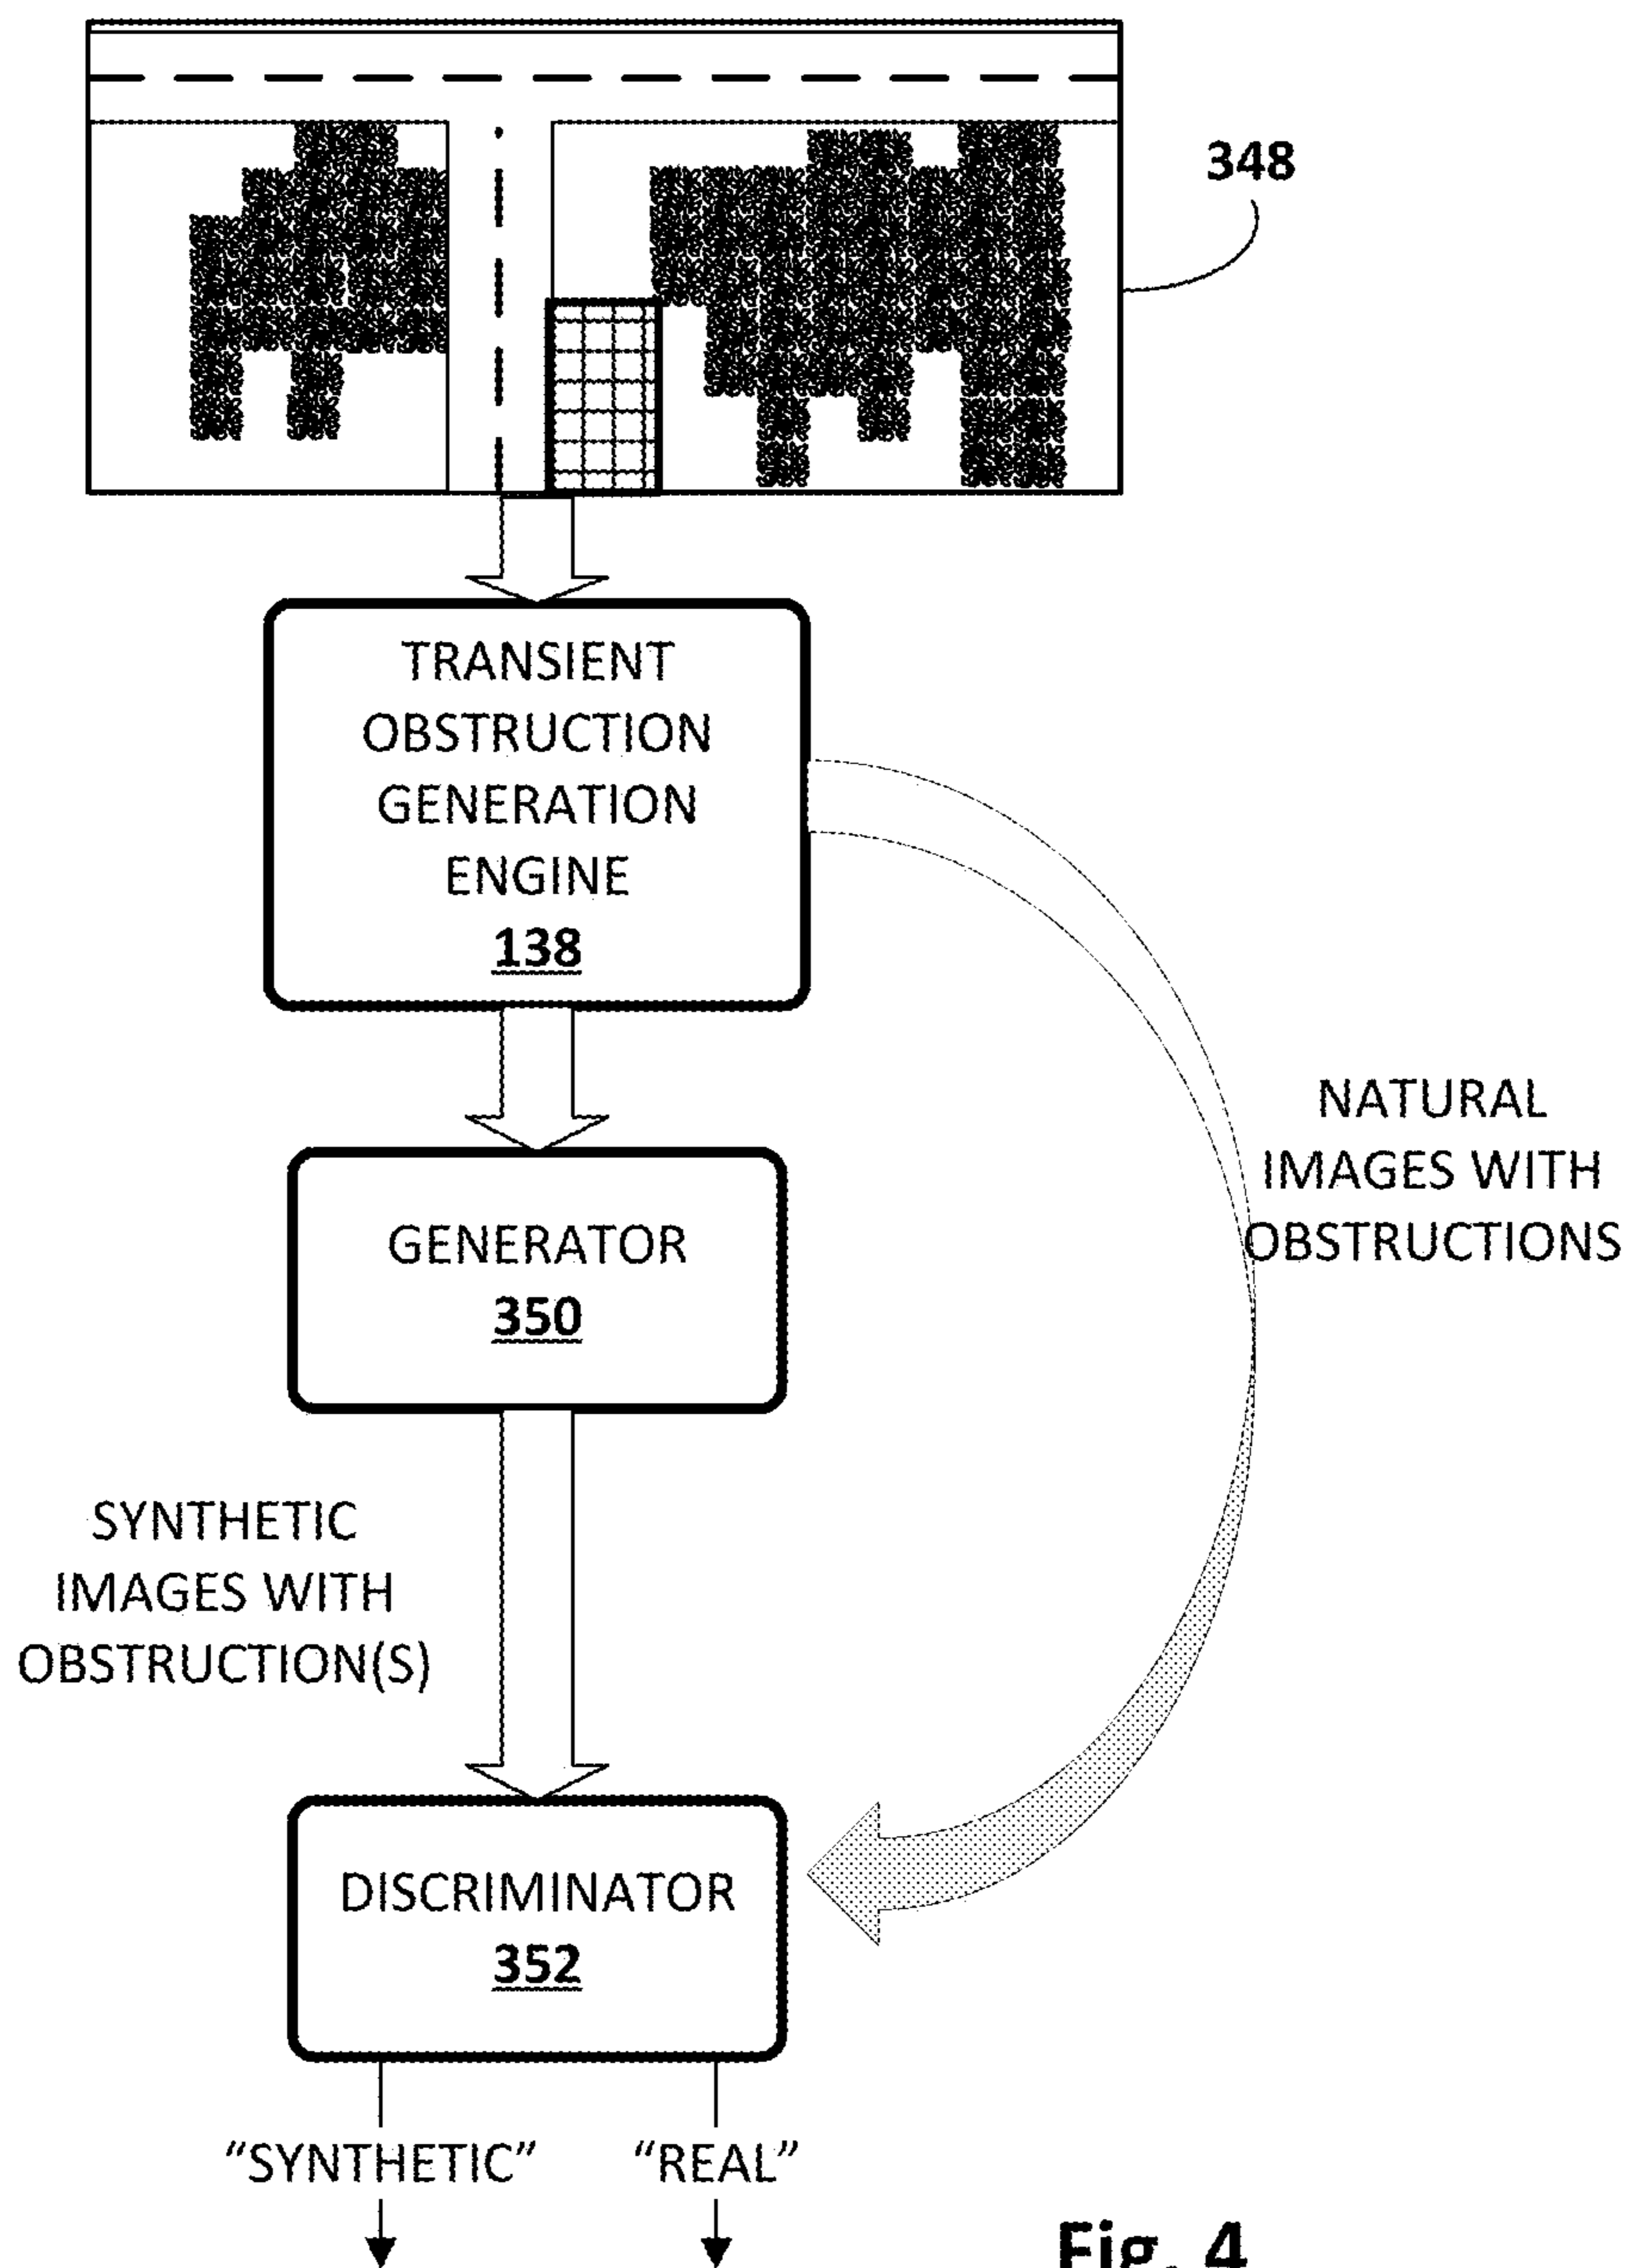 348
TRANSIENT
OBSTRUCTION
GENERATION
ENGINE
138
NATURAL
IMAGES WITH
OBSTRUCTIONS
GENERATOR
350
SYNTHETIC
IMAGES WITH
OBSTRUCTION(S)
DISCRIMINATOR
352
“SYNTHETIC” “REAL”
Fig. 4